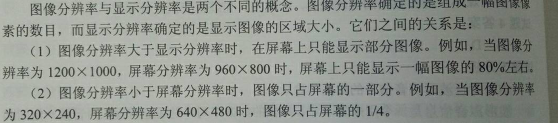 图像分辨率与显示分辨率是两个不同的概念。图像分辨率确定的是组成一幅图像像
素的数目，而显示分辨率确定的是显示图像的区域大小。它们之间的关系是：
（1）图像分辨率大于显示分辨率时，在屏幕上只能显示部分图像。例如，当图像分
辨率为 1200×1000，屏幕分辨率为 960×800 时，屏幕上只能显示一幅图像的 80%左右。
（2）图像分辨率小于屏幕分辨率时，图像只占屏幕的一部分。例如，当图像分辨率
为 320×240，屏幕分辨率为 640×480 时，图像只占屏幕的 1/4。